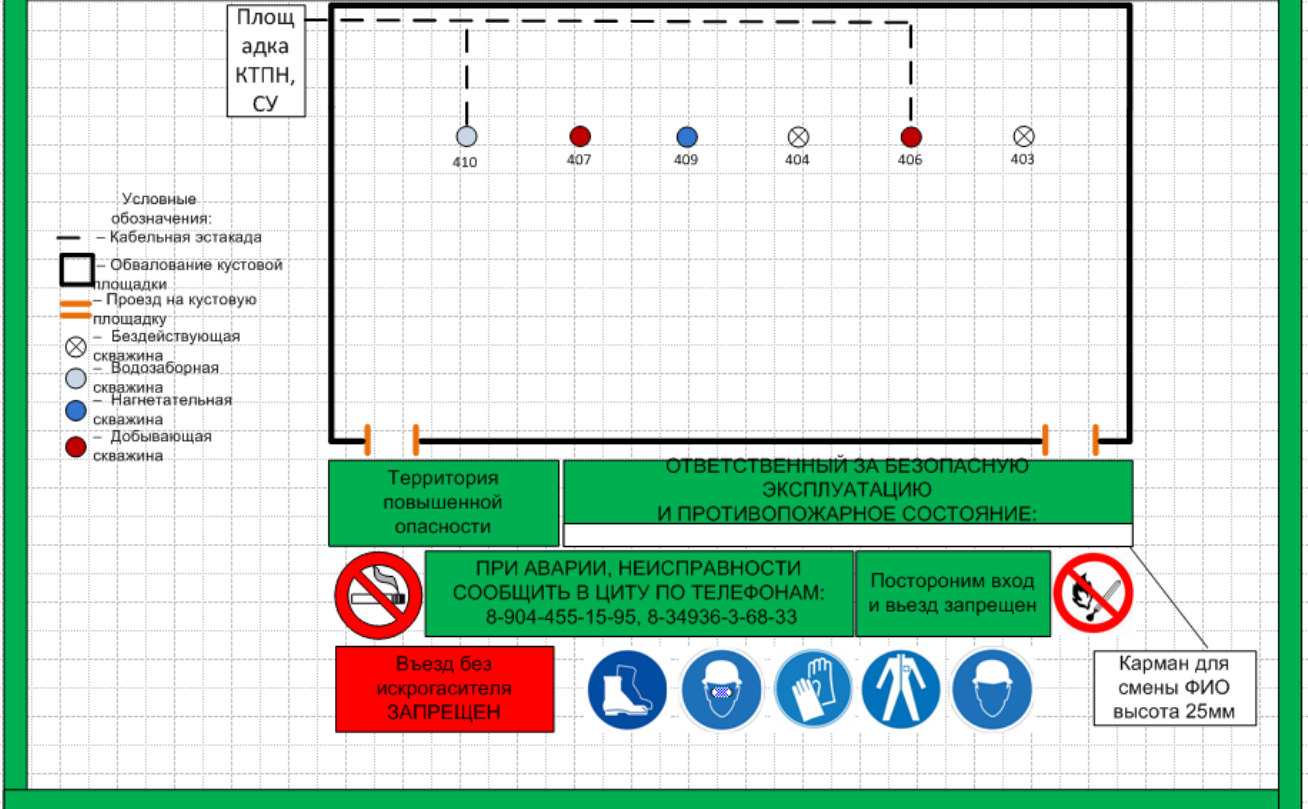 Площ
адка
КТПН,
СУ
410
407
409
404
406
403
Условные
обозначения:
– Кабельная эстакада
– Обвалование кустовой
площадки
– Проезд на кустовую
площадку
– Бездействующая
скважина
– Водозаборная
скважина
– Нагнетательная
скважина
– Добывающая
скважина
Территория
повышенной
опасности
ОТВЕТСТВЕННЫЙ ЗА БЕЗОПАСНУЮ
ЭКСПЛУАТАЦИЮ
И ПРОТИВОПОЖАРНОЕ СОСТОЯНИЕ:
ПРИ АВАРИИ, НЕИСПРАВНОСТИ
СООБЩИТЬ В ЦИТУ ПО ТЕЛЕФОНАМ:
8-904-455-15-95, 8-34936-3-68-33
Постороним вход
и вьезд запрещен
Въезд без
искрогасителя
ЗАПРЕЩЕН
Карман для
смены ФИО
высота 25мм